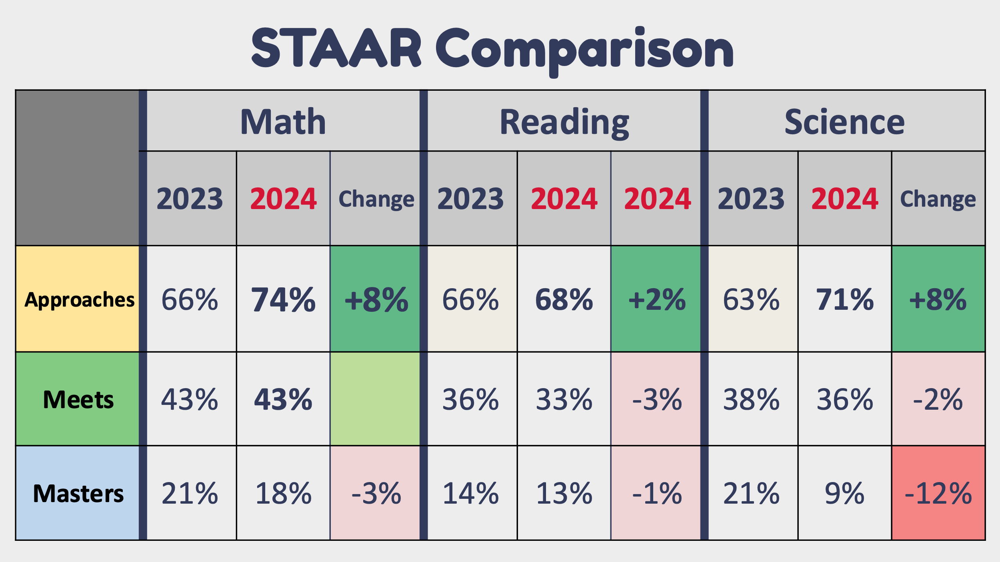 STAAR Comparison
Math Reading Science
2023 2024 Change 2023 2024 2024 2023 2024 Change
Approaches 66% 74% +8% 66% 68% +2% 63% 71% +8%
Meets 43% 43% 36% 33% -3% 38% 36% -2%
Masters 21% 18% -3% 14% 13% -1% 21% 9% -12%